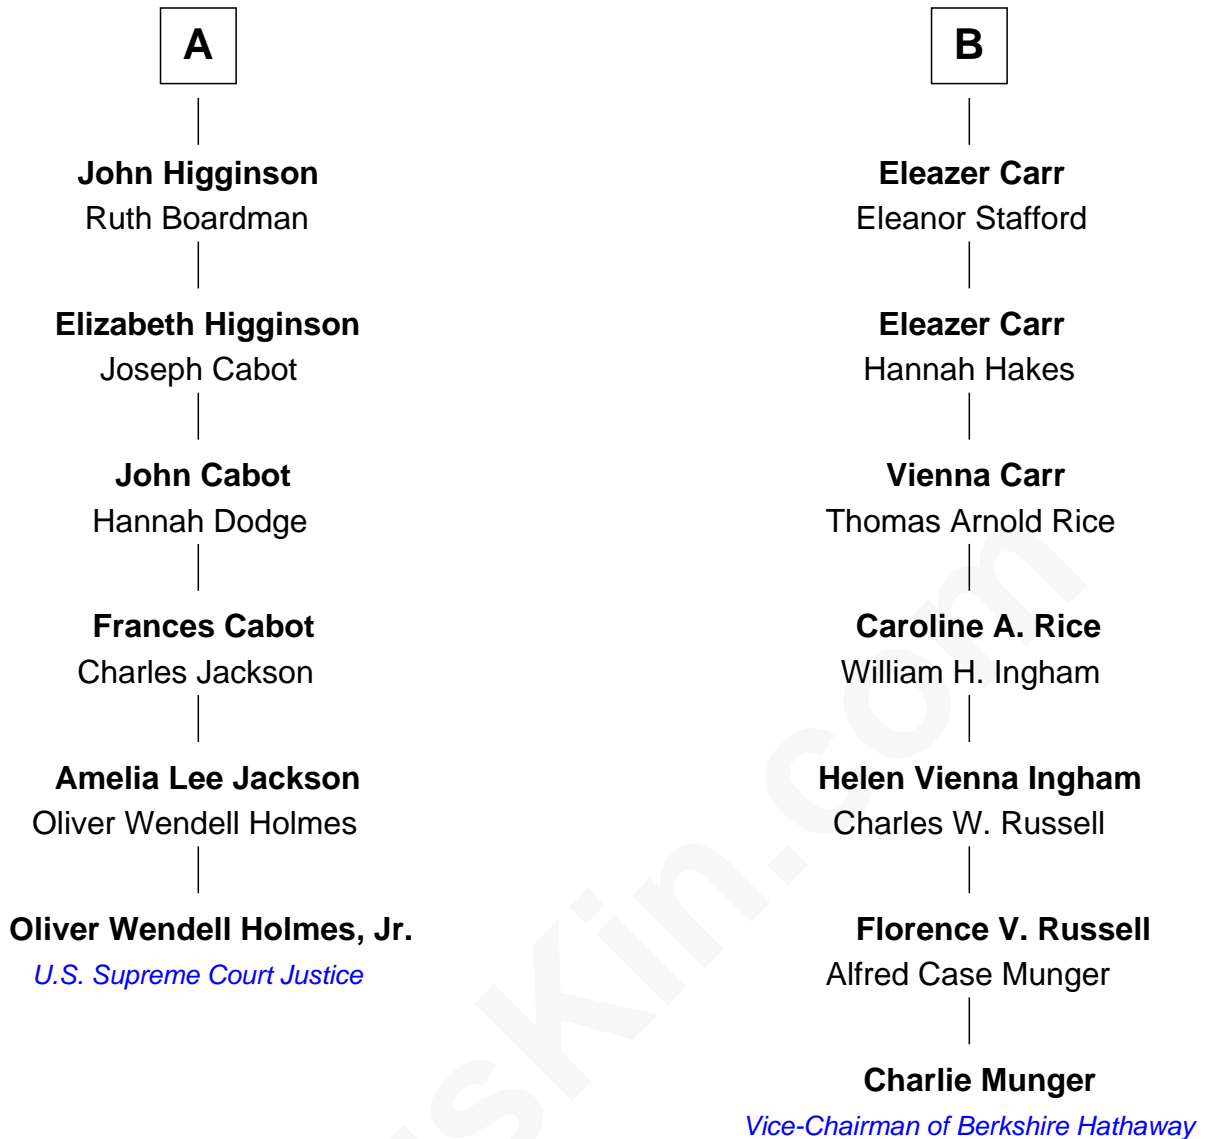 A
John Higginson
Ruth Boardman
Elizabeth Higginson
Joseph Cabot
John Cabot
Hannah Dodge
Frances Cabot
Charles Jackson
Amelia Lee Jackson
Oliver Wendell Holmes
Oliver Wendell Holmes, Jr.
U.S. Supreme Court Justice
B
Eleazer Carr
Eleanor Stafford
Eleazer Carr
Hannah Hakes
Vienna Carr
Thomas Arnold Rice
Caroline A. Rice
William H. Ingham
Helen Vienna Ingham
Charles W. Russell
Florence V. Russell
Alfred Case Munger
Charlie Munger
Vice-Chairman of Berkshire Hathaway
sKin.com